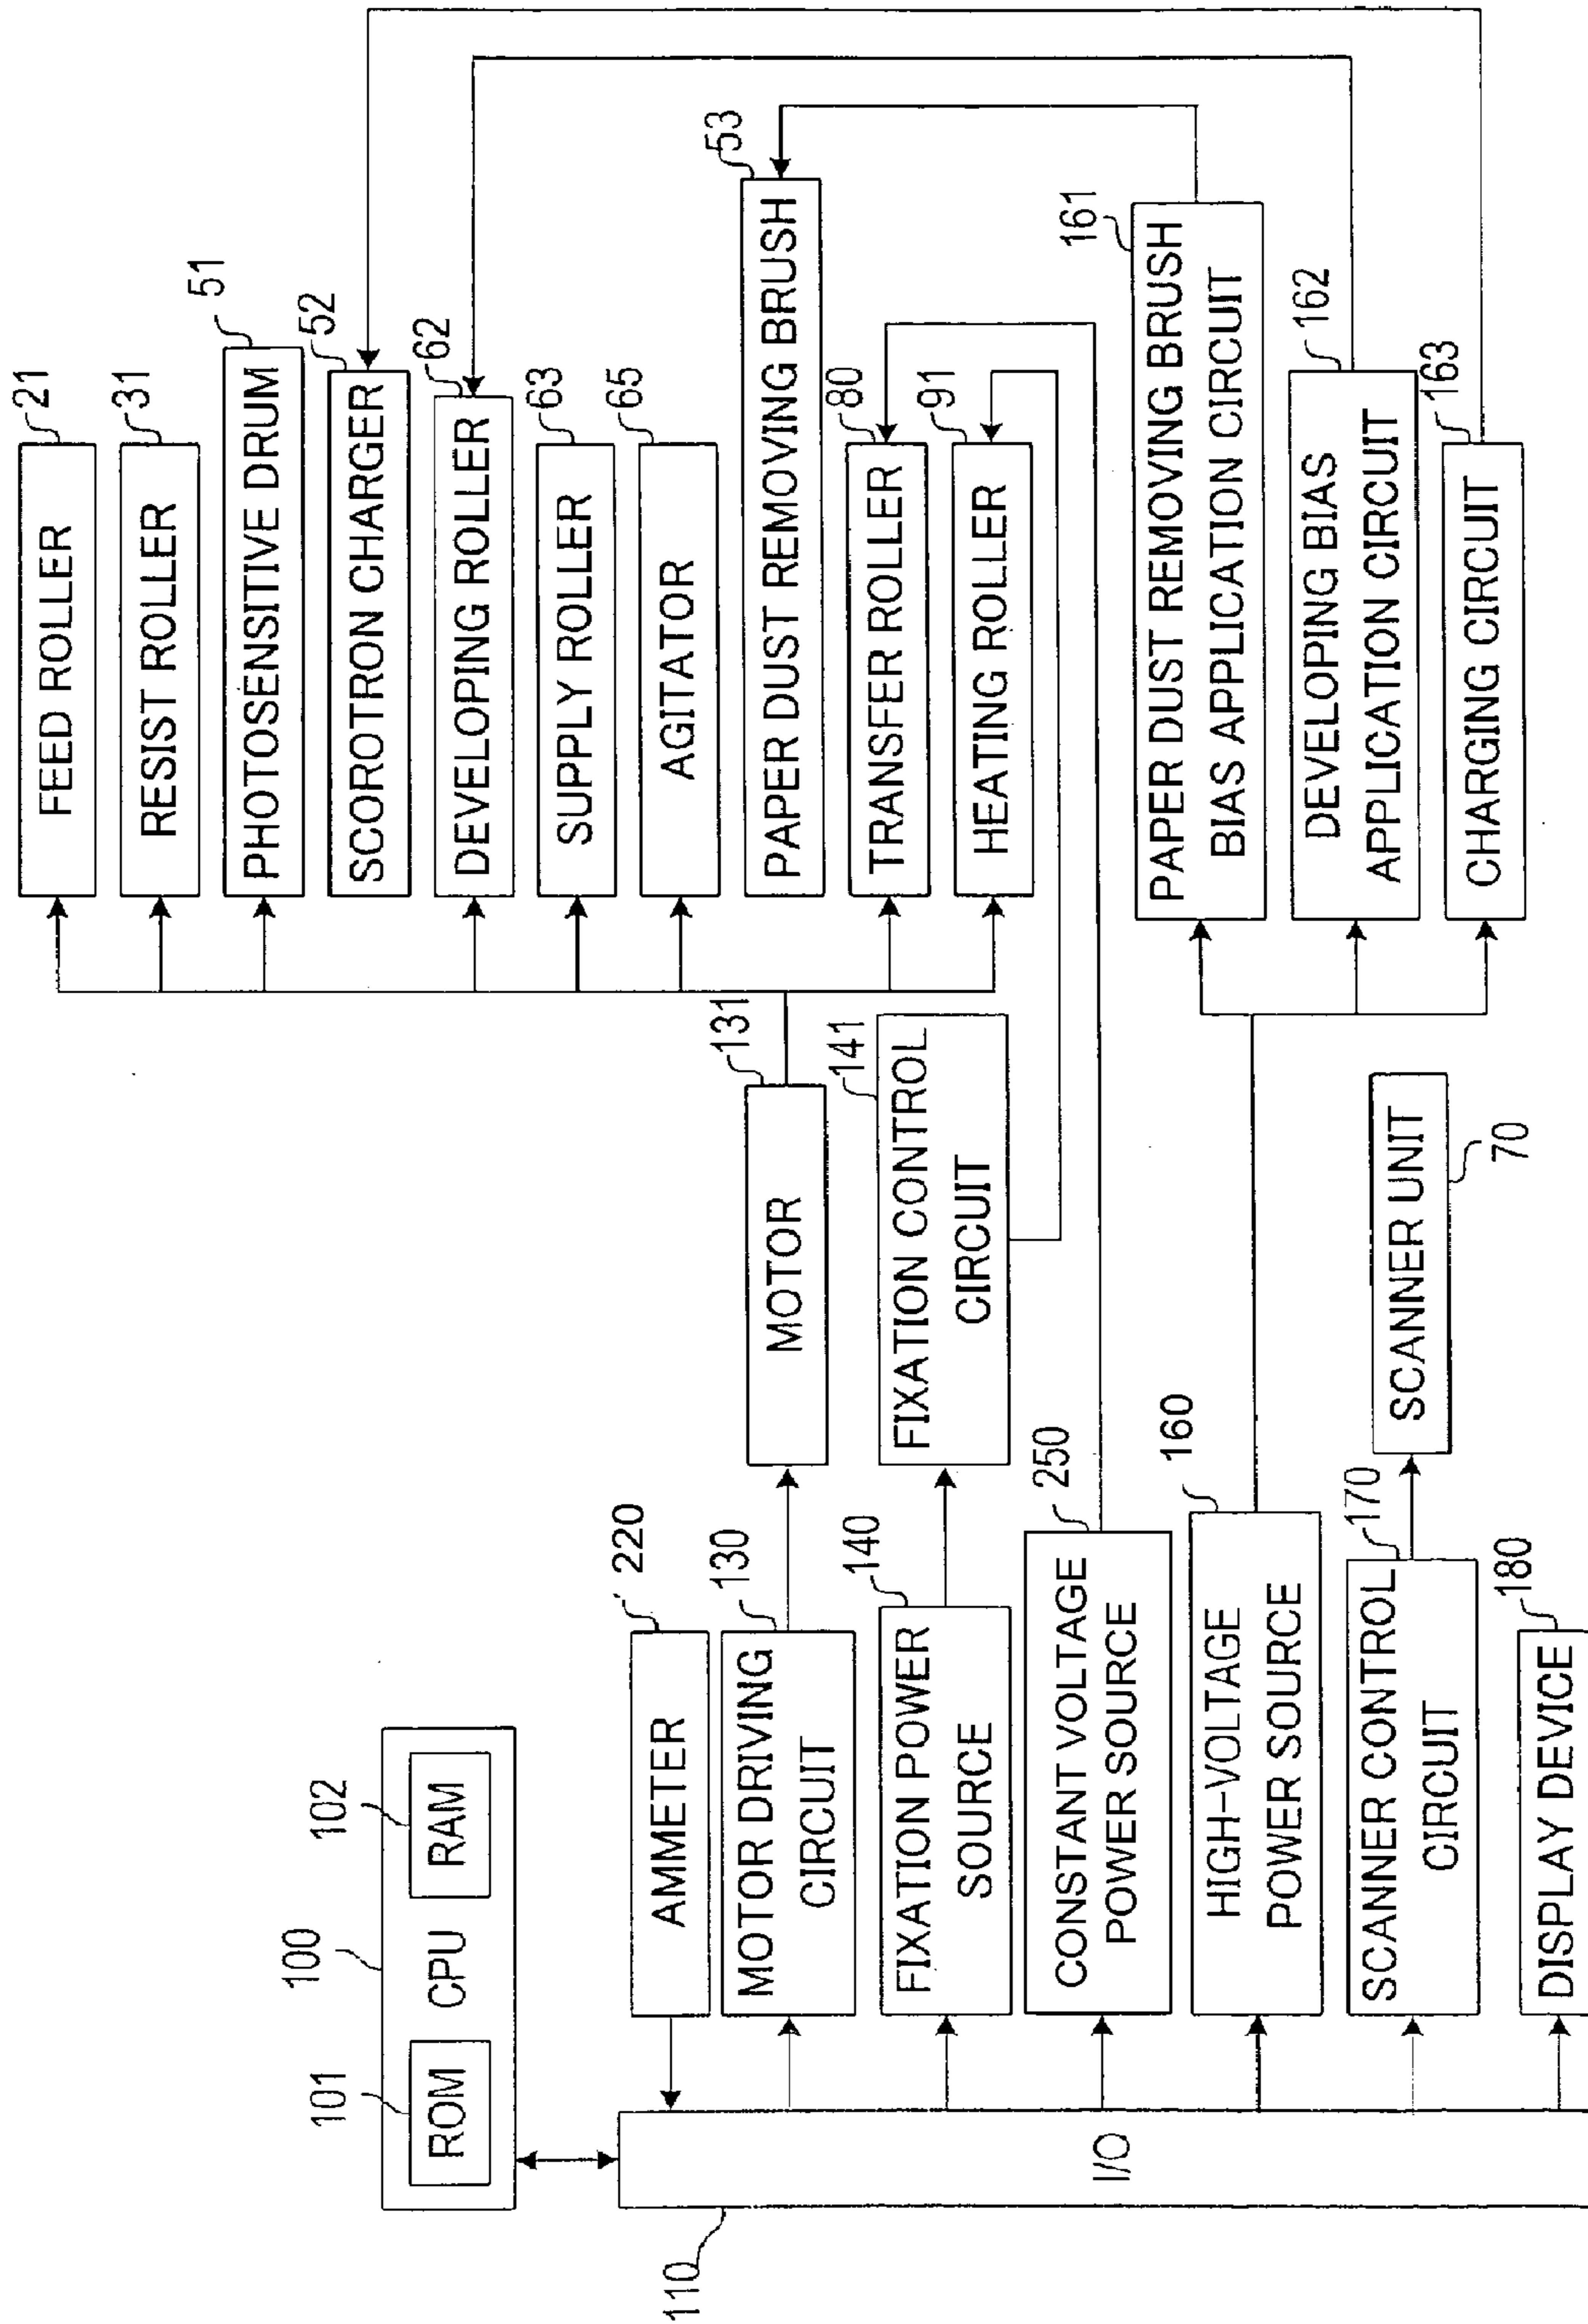 100
101
ROM
CPU
102
RAM
110
I/O
220
AMMETER
130
MOTOR DRIVING
CIRCUIT
131
MOTOR
140
FIXATION POWER
SOURCE
141
FIXATION CONTROL
CIRCUIT
250
CONSTANT VOLTAGE
POWER SOURCE
160
HIGH-VOLTAGE
POWER SOURCE
170
SCANNER CONTROL
CIRCUIT
SCANNER UNIT
70
180
DISPLAY DEVICE
21
FEED ROLLER
31
RESIST ROLLER
51
PHOTOSENSITIVE DRUM
52
SCOROTRON CHARGER
62
DEVELOPING ROLLER
63
SUPPLY ROLLER
65
AGITATOR
53
PAPER DUST REMOVING BRUSH
80
TRANSFER ROLLER
91
HEATING ROLLER
161
PAPER DUST REMOVING BRUSH
BIAS APPLICATION CIRCUIT
162
DEVELOPING BIAS
APPLICATION CIRCUIT
163
CHARGING CIRCUIT